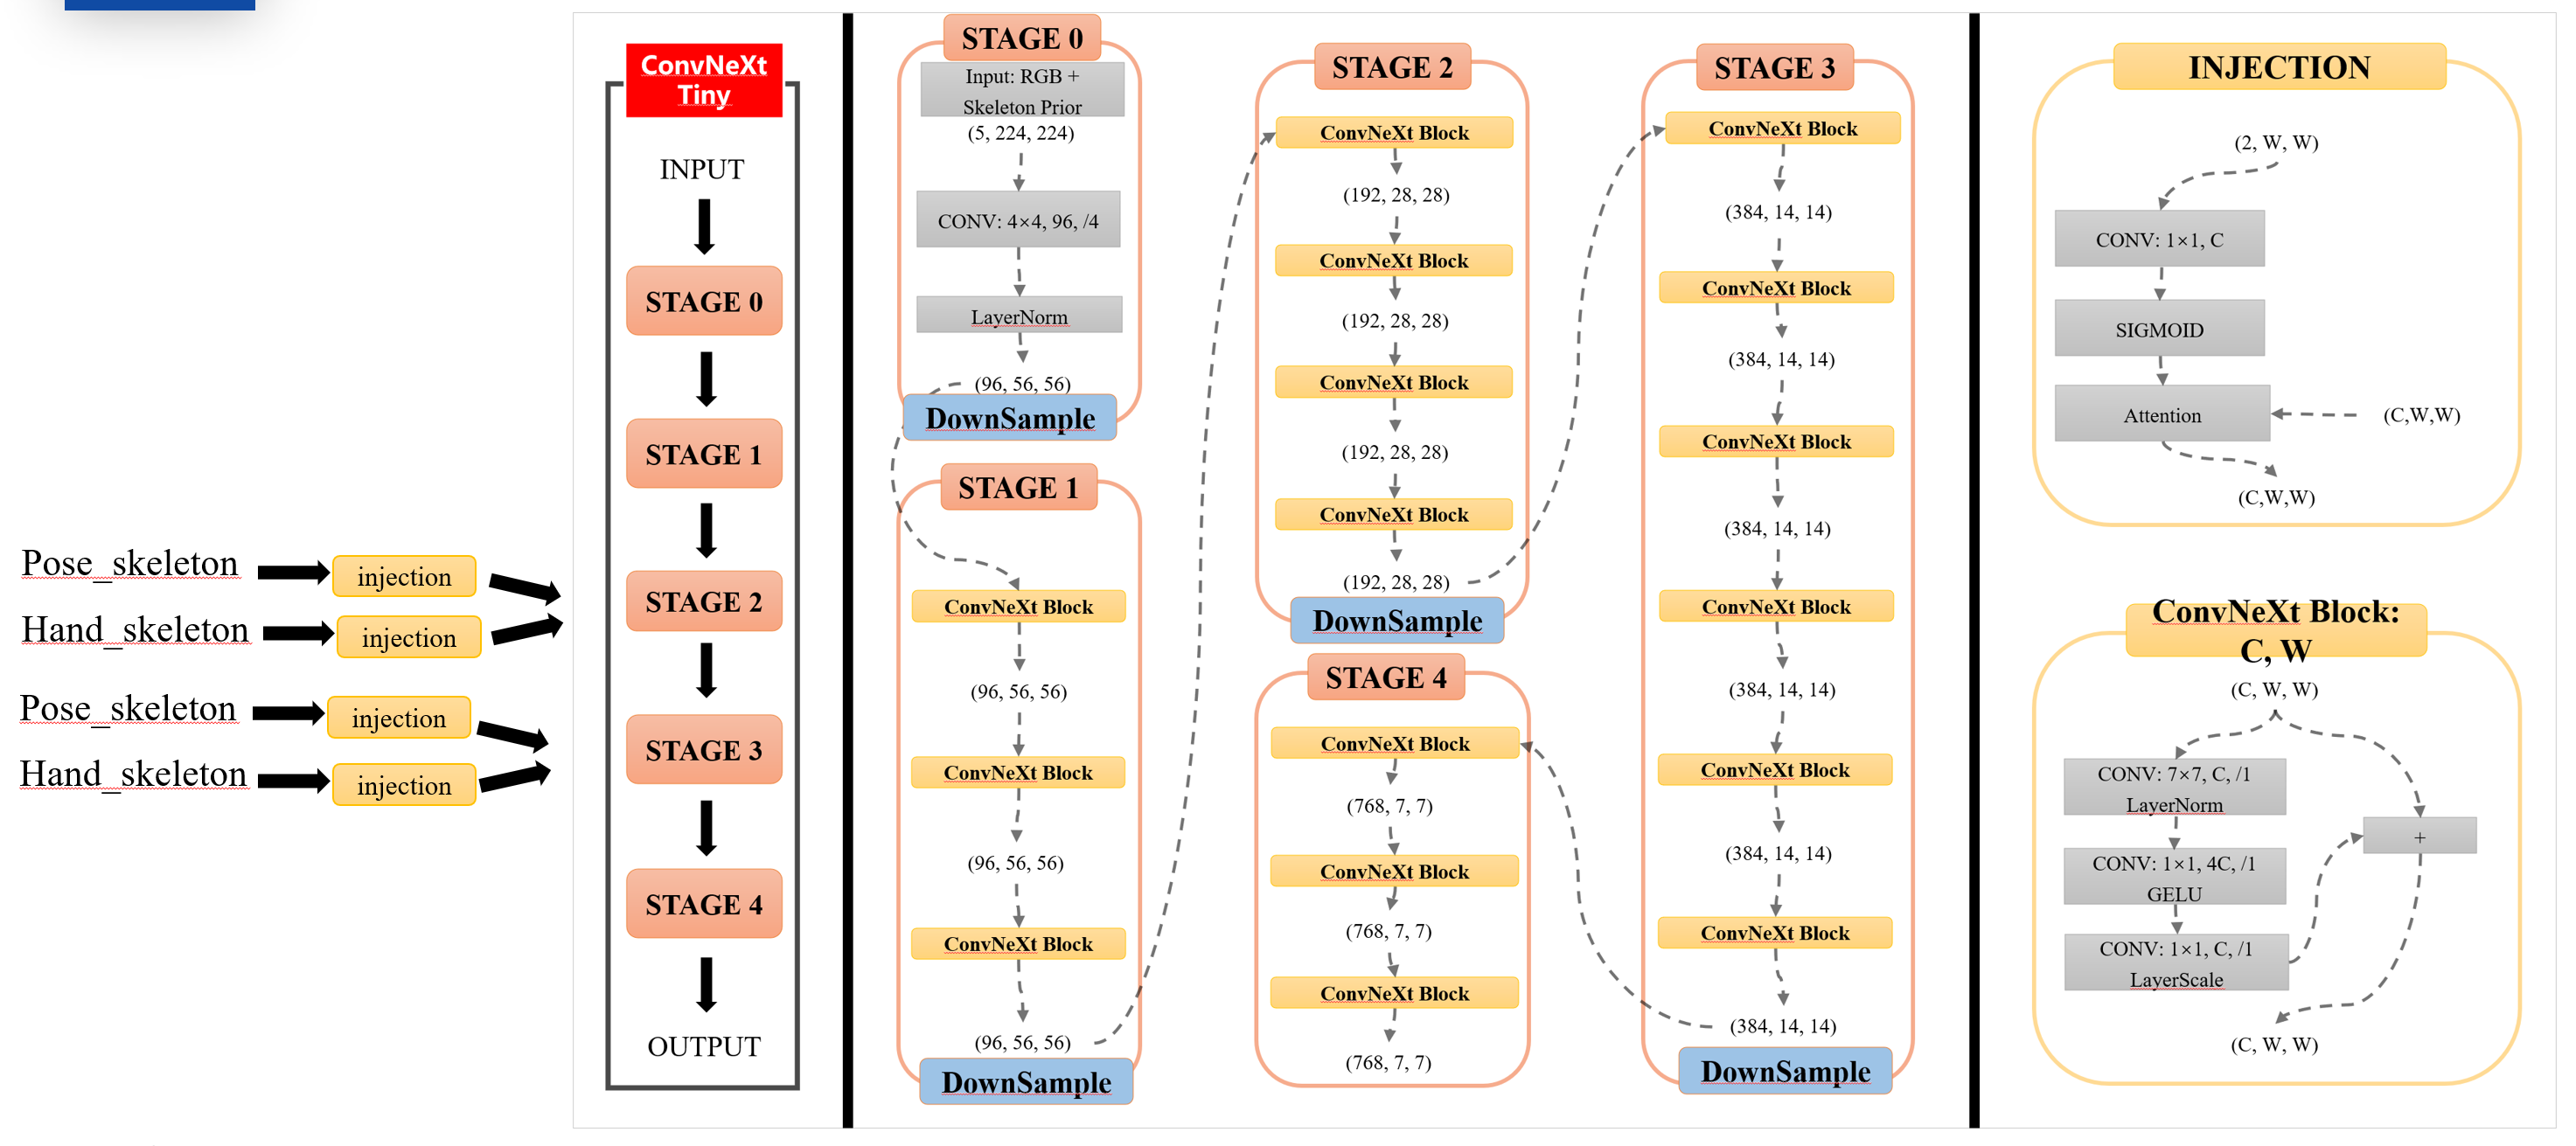 Pose_skeleton
injection
Hand_skeleton
injection
Pose_skeleton
injection
Hand_skeleton
injection
ConvNeXt
Tiny
INPUT
STAGE 0
STAGE 1
STAGE 2
STAGE 3
STAGE 4
OUTPUT
STAGE 0
Input: RGB +
Skeleton Prior
(5, 224, 224)
CONV: 4×4, 96, /4
LayerNorm
(96, 56, 56)
DownSample
STAGE 1
ConvNeXt Block
(96, 56, 56)
ConvNeXt Block
(96, 56, 56)
ConvNeXt Block
(96, 56, 56)
DownSample
STAGE 2
ConvNeXt Block
(192, 28, 28)
ConvNeXt Block
(192, 28, 28)
ConvNeXt Block
(192, 28, 28)
ConvNeXt Block
(192, 28, 28)
DownSample
STAGE 4
ConvNeXt Block
(768, 7, 7)
ConvNeXt Block
(768, 7, 7)
ConvNeXt Block
(768, 7, 7)
STAGE 3
ConvNeXt Block
(384, 14, 14)
ConvNeXt Block
(384, 14, 14)
ConvNeXt Block
(384, 14, 14)
ConvNeXt Block
(384, 14, 14)
ConvNeXt Block
(384, 14, 14)
ConvNeXt Block
(384, 14, 14)
DownSample
INJECTION
(2, W, W)
CONV: 1×1, C
SIGMOID
Attention
(C,W,W)
(C,W,W)
ConvNeXt Block:
C, W
(C, W, W)
CONV: 7×7, C, /1
LayerNorm
+
CONV: 1×1, 4C, /1
GELU
CONV: 1×1, C, /1
LayerScale
(C, W, W)